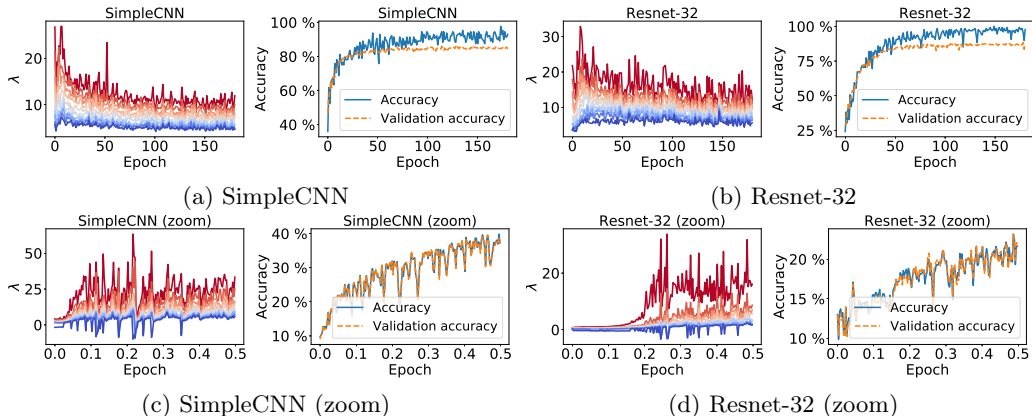 SimpleCNN
λ
20
10
0
50
100
150
Epoch
SimpleCNN
Accuracy
100 %
80 %
60 %
40 %
Accuracy
Validation accuracy
0
50
100
150
Epoch
(a) SimpleCNN
Resnet-32
λ
30
20
10
0
50
100
150
Epoch
Resnet-32
Accuracy
100 %
75 %
50 %
25 %
Accuracy
Validation accuracy
0
50
100
150
Epoch
(b) Resnet-32
SimpleCNN (zoom)
λ
50
25
0
0.0 0.1 0.2 0.3 0.4 0.5
Epoch
SimpleCNN (zoom)
Accuracy
40 %
30 %
20 %
10 %
Accuracy
Validation accuracy
0.0 0.1 0.2 0.3 0.4 0.5
Epoch
(c) SimpleCNN (zoom)
Resnet-32 (zoom)
λ
20
0
0.0 0.1 0.2 0.3 0.4 0.5
Epoch
Resnet-32 (zoom)
Accuracy
20 %
15 %
10 %
Accuracy
Validation accuracy
0.0 0.1 0.2 0.3 0.4 0.5
Epoch
(d) Resnet-32 (zoom)